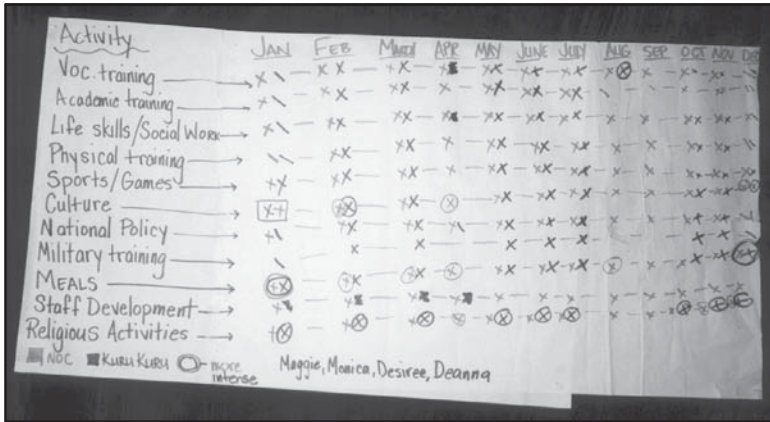 Activity JAN FEB MARCH APR MAY JUNE JULY AUG SEP OCT NOV DEC
Voc. training
Academic training
Life skills/Social Work
Physical training
Sports/Games
Culture
National Policy
Military training
MEALS
Staff Development
Religious Activities
NOC KURU KURU more intense
Maggie, Monica, Desiree, Deanna